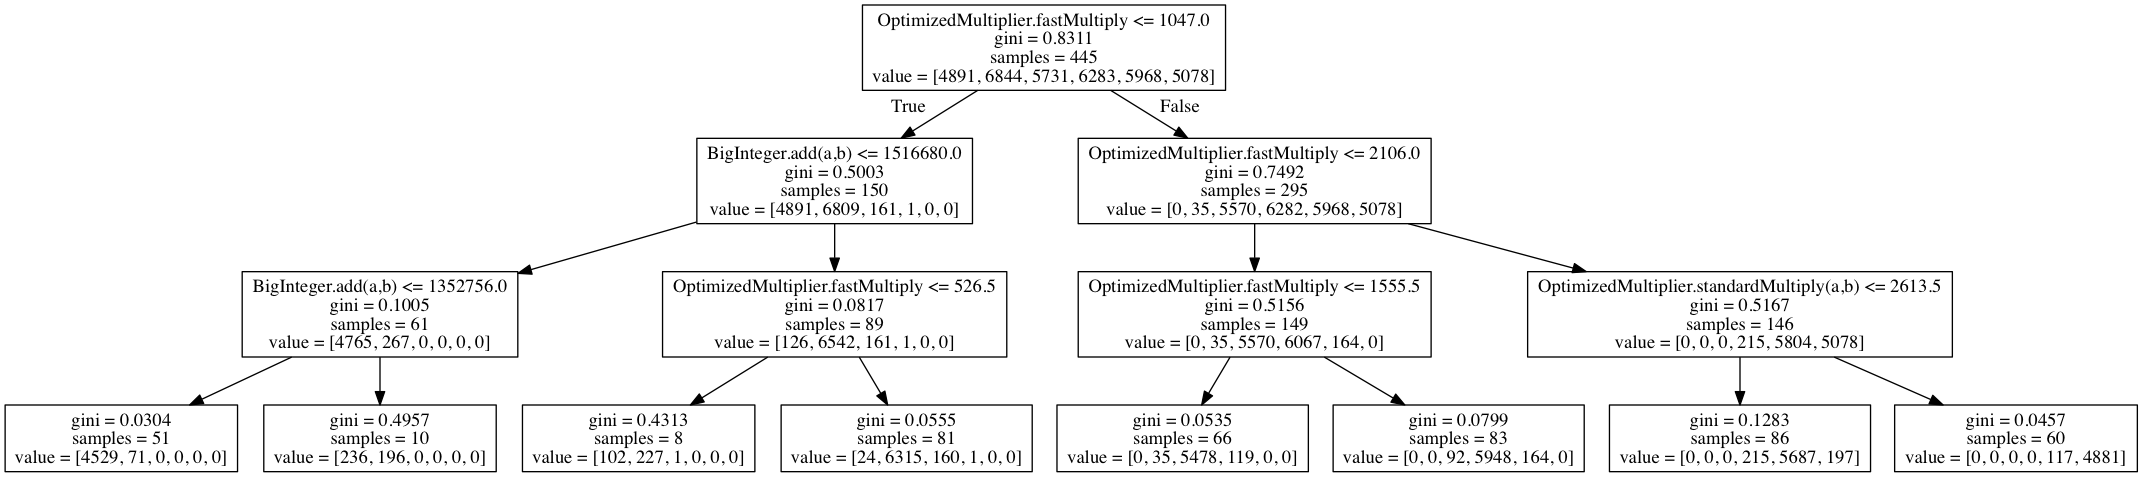 OptimizedMultiplier.fastMultiply <= 1047.0
gini = 0.8311
samples = 445
value = [4891, 6844, 5731, 6283, 5968, 5078]
True
False
BigInteger.add(a,b) <= 1516680.0
gini = 0.5003
samples = 150
value = [4891, 6809, 161, 1, 0, 0]
OptimizedMultiplier.fastMultiply <= 2106.0
gini = 0.7492
samples = 295
value = [0, 35, 5570, 6282, 5968, 5078]
BigInteger.add(a,b) <= 1352756.0
gini = 0.1005
samples = 61
value = [4765, 267, 0, 0, 0, 0]
OptimizedMultiplier.fastMultiply <= 526.5
gini = 0.0817
samples = 89
value = [126, 6542, 161, 1, 0, 0]
OptimizedMultiplier.fastMultiply <= 1555.5
gini = 0.5156
samples = 149
value = [0, 35, 5570, 6067, 164, 0]
OptimizedMultiplier.standardMultiply(a,b) <= 2613.5
gini = 0.5167
samples = 146
value = [0, 0, 0, 215, 5804, 5078]
gini = 0.0304
samples = 51
value = [4529, 71, 0, 0, 0, 0]
gini = 0.4957
samples = 10
value = [236, 196, 0, 0, 0, 0]
gini = 0.4313
samples = 8
value = [102, 227, 1, 0, 0, 0]
gini = 0.0555
samples = 81
value = [24, 6315, 160, 1, 0, 0]
gini = 0.0535
samples = 66
value = [0, 35, 5478, 119, 0, 0]
gini = 0.0799
samples = 83
value = [0, 0, 92, 5948, 164, 0]
gini = 0.1283
samples = 86
value = [0, 0, 0, 215, 5687, 197]
gini = 0.0457
samples = 60
value = [0, 0, 0, 0, 117, 4881]